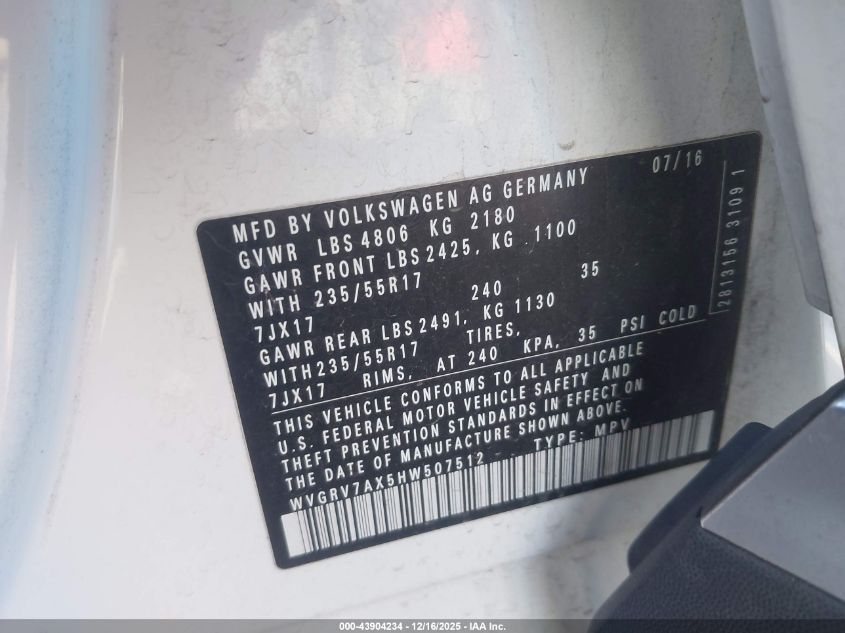 07/16
MFD BY VOLKSWAGEN AG GERMANY
GVWR LBS 4806 KG 2180
GAWR FRONT LBS 2425, KG 1100
WITH 235/55R17 240 35
7JX17
GAWR REAR LBS 2491, KG 1130
WITH 235/55R17 TIRES,
7JX17 RIMS, AT 240 KPA, 35 PSI COLD
THIS VEHICLE CONFORMS TO ALL APPLICABLE
U.S. FEDERAL MOTOR VEHICLE SAFETY AND
THEFT PREVENTION STANDARDS IN EFFECT ON
THE DATE OF MANUFACTURE SHOWN ABOVE.
WVGRV7AX5HW507512 TYPE: MPV
2813156 3109 1
000-43904234 - 12/16/2025 - IAA Inc.